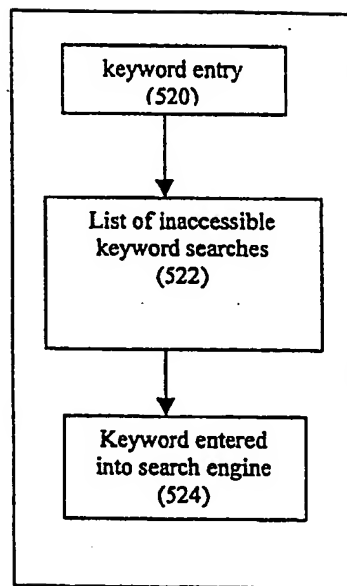 keyword entry
(520)
List of inaccessible
keyword searches
(522)
Keyword entered
into search engine
(524)